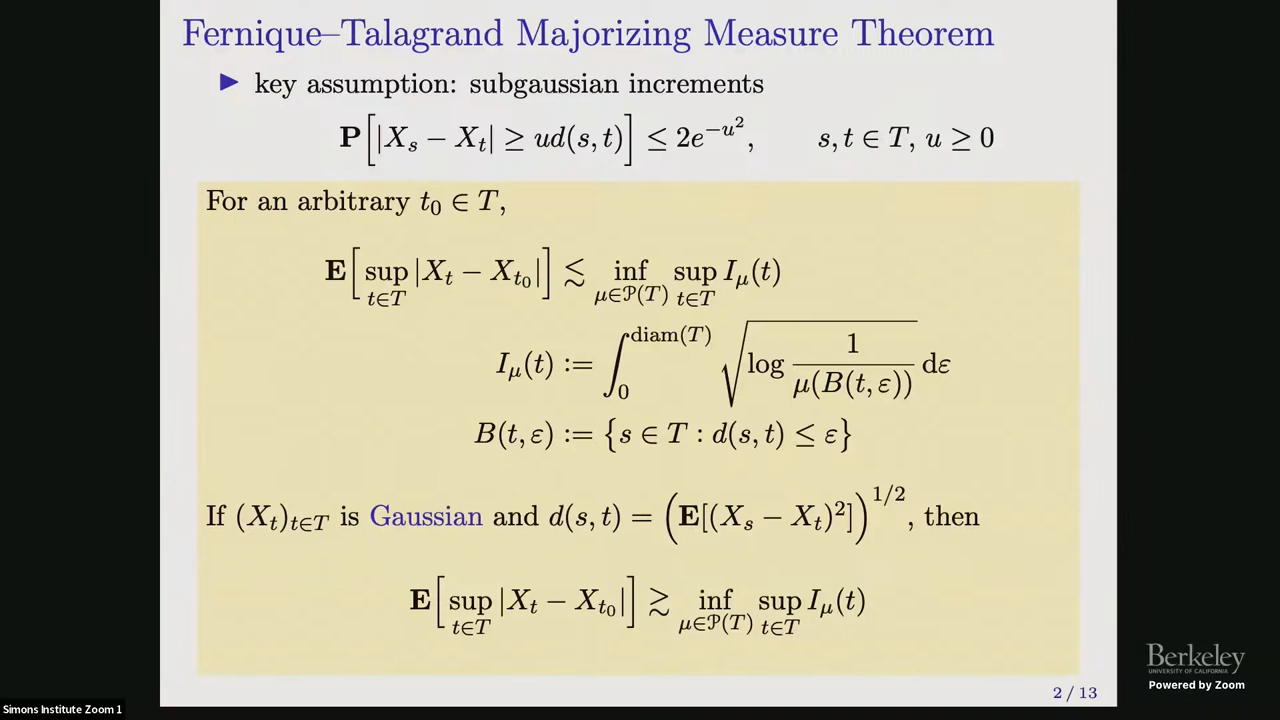 Fernique–Talagrand Majorizing Measure Theorem
▶ key assumption: subgaussian increments
P[|X_s − X_t| ≥ ud(s, t)] ≤ 2e^{−u^2}, s, t ∈ T, u ≥ 0
For an arbitrary t_0 ∈ T,
E[sup_{t∈T} |X_t − X_{t_0}|] ≲ inf_{μ∈𝒫(T)} sup_{t∈T} I_μ(t)
I_μ(t) := ∫_0^{diam(T)} √(log 1/μ(B(t, ε))) dε
B(t, ε) := {s ∈ T : d(s, t) ≤ ε}
If (X_t)_{t∈T} is Gaussian and d(s, t) = (E[(X_s − X_t)^2])^{1/2}, then
E[sup_{t∈T} |X_t − X_{t_0}|] ≳ inf_{μ∈𝒫(T)} sup_{t∈T} I_μ(t)
2 / 13
Berkeley
UNIVERSITY OF CALIFORNIA
Powered by Zoom
Simons Institute Zoom 1